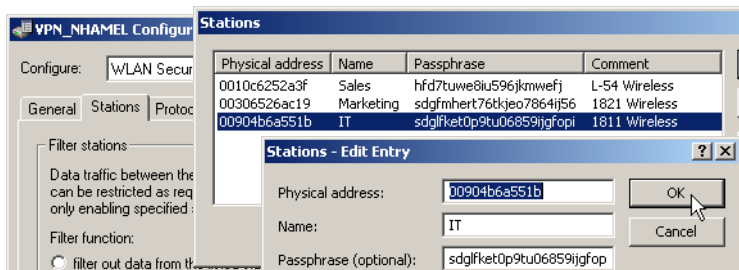 VPN_NHAMEL Configur
Configure: WLAN Secur
General Stations Protoc
Filter stations
Data traffic between the
can be restricted as req
only enabling specified
Filter function:
filter out data from the
Stations
Physical address Name Passphrase Comment
0010c6252a3f Sales hfd7tuwe8iu596jkmwefj L-54 Wireless
00306526ac19 Marketing sdgfmhert76tkjeo7864ij56 1821 Wireless
00904b6a551b IT sdglfket0p9tu06859ijgfopi 1811 Wireless
Stations - Edit Entry
Physical address: 00904b6a551b OK
Name: IT Cancel
Passphrase (optional): sdglfket0p9tu06859ijgfop